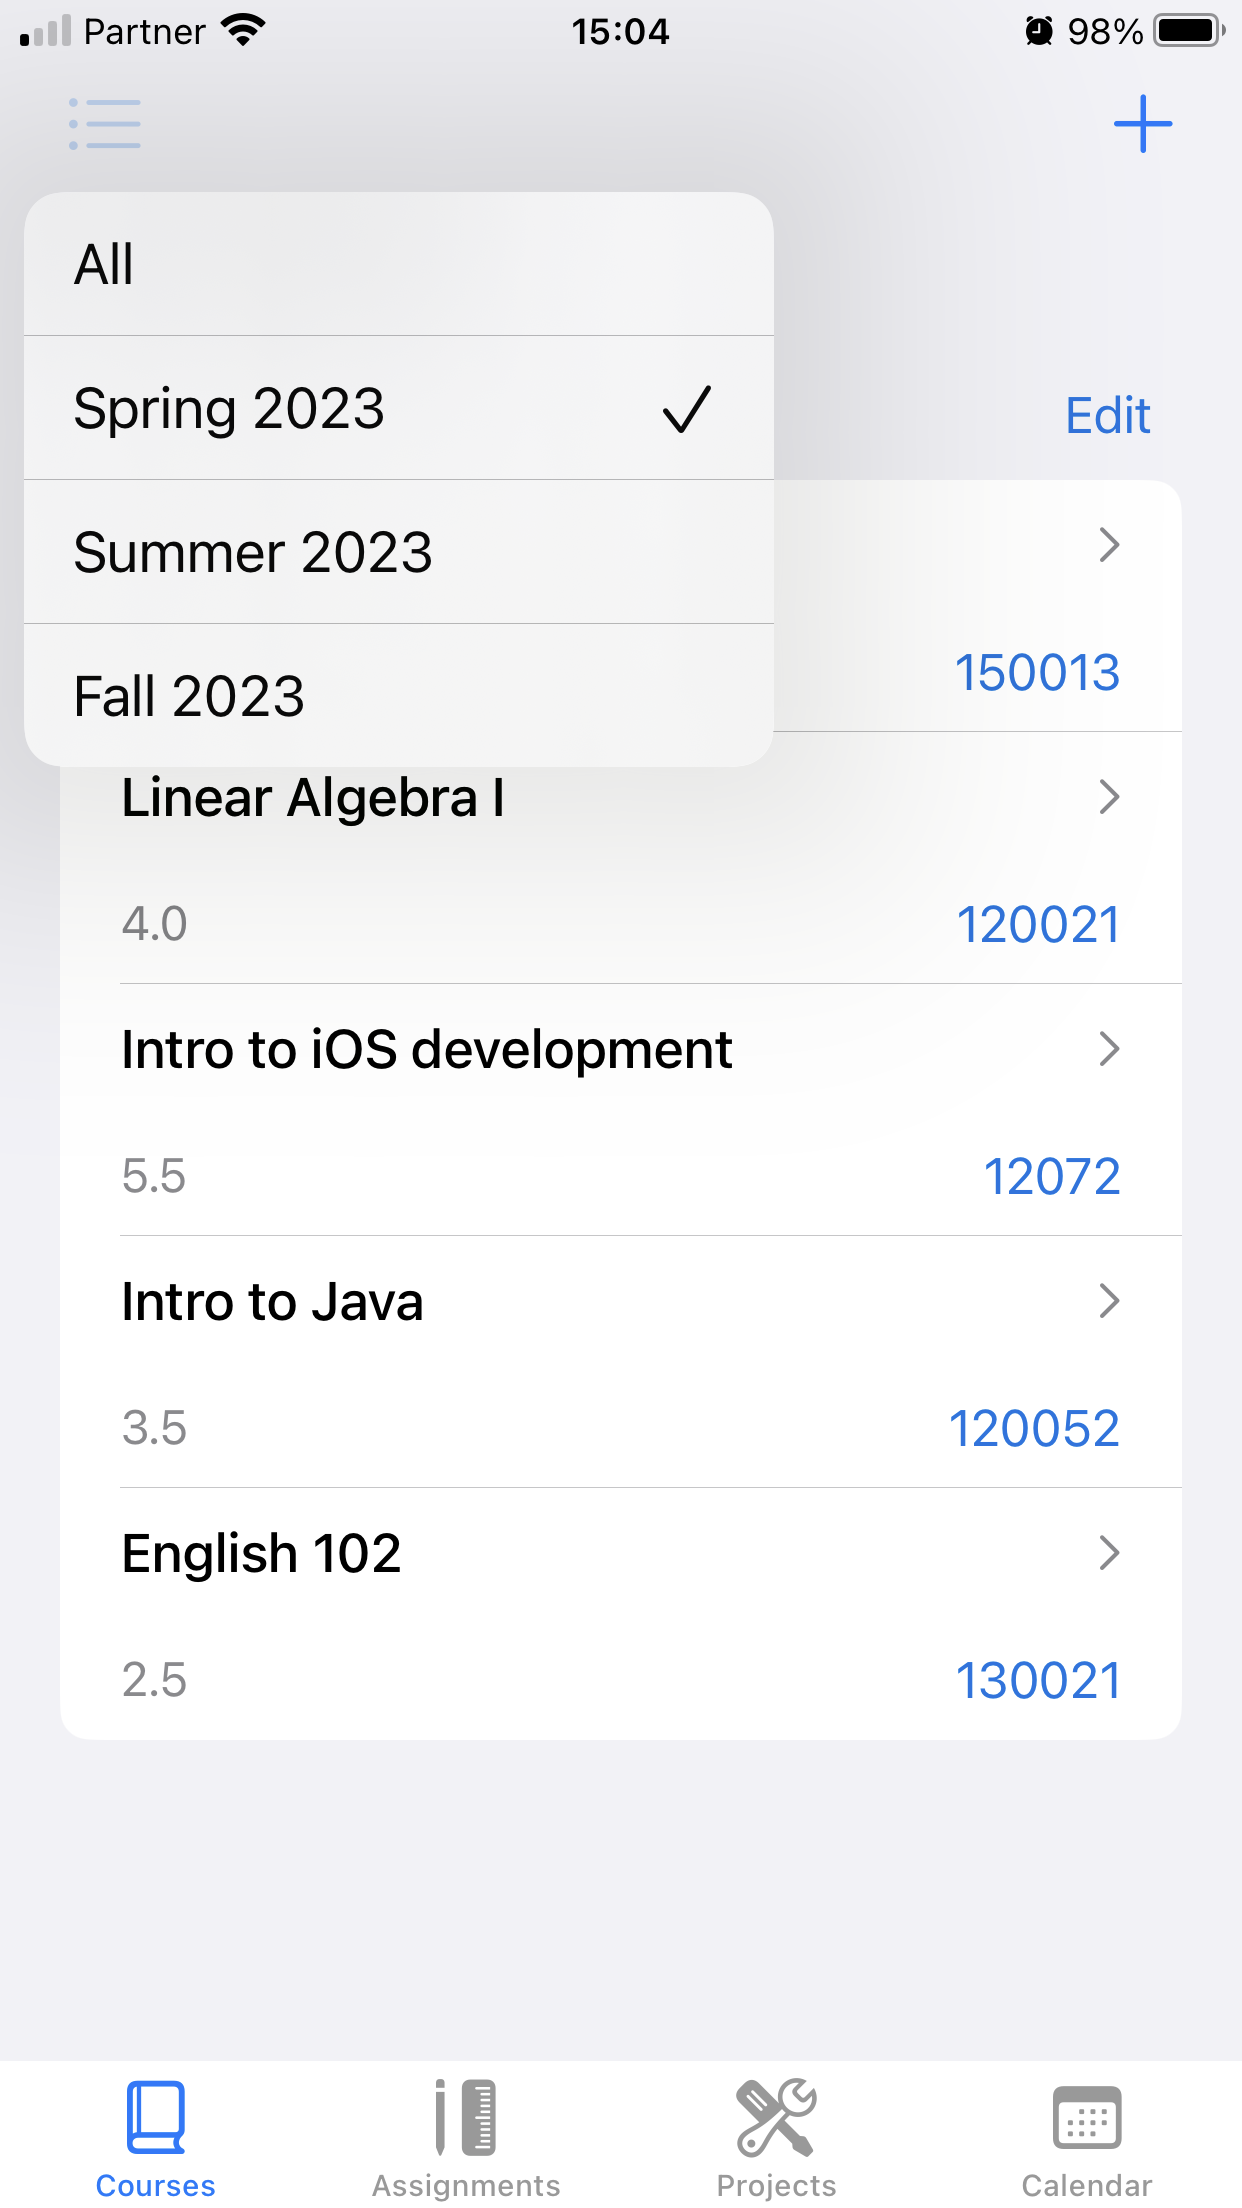 Partner 15:04 98%
All
Spring 2023
Edit
Summer 2023
Fall 2023
150013
Linear Algebra I
4.0 120021
Intro to iOS development
5.5 12072
Intro to Java
3.5 120052
English 102
2.5 130021
Courses Assignments Projects Calendar